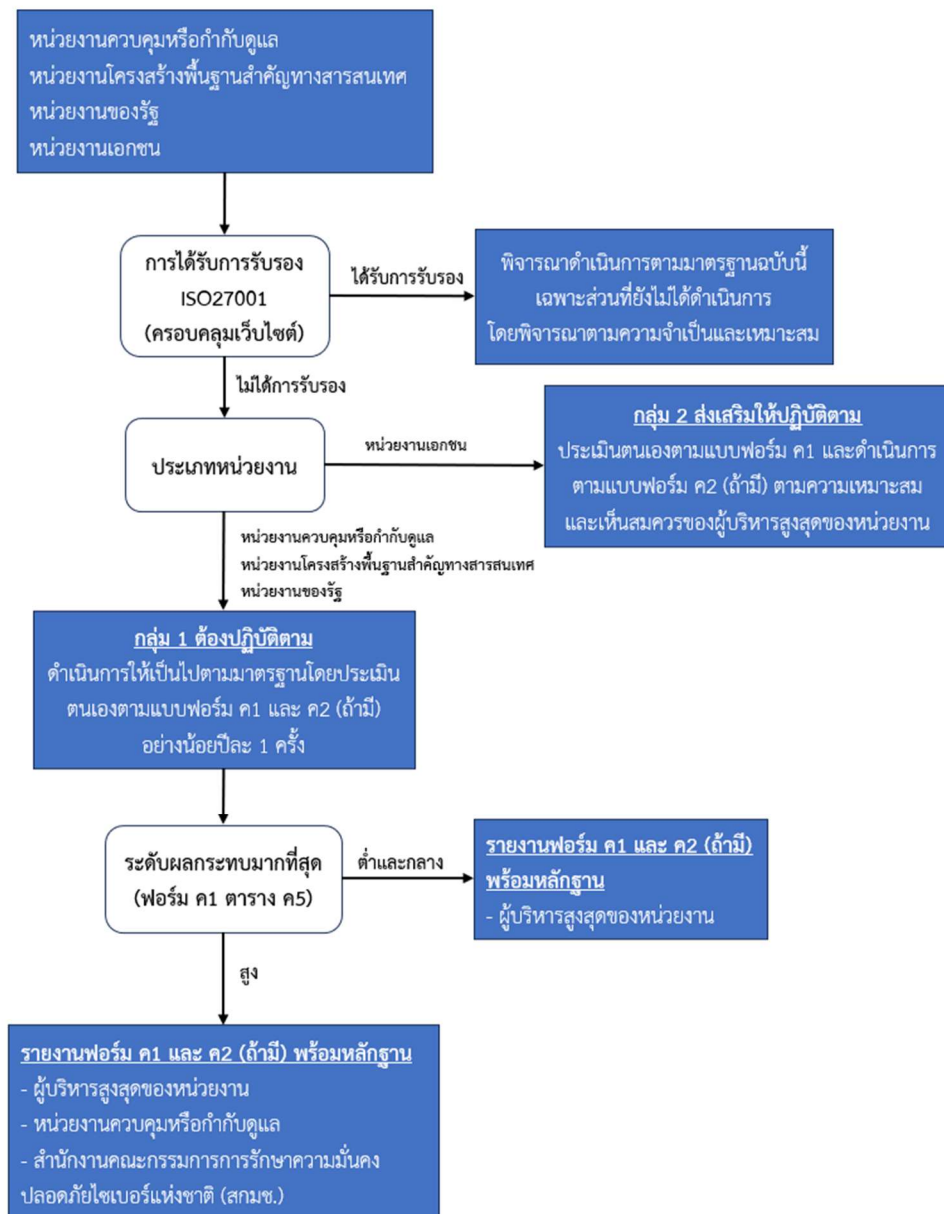 หน่วยงานควบคุมหรือกำกับดูแล
หน่วยงานโครงสร้างพื้นฐานสำคัญทางสารสนเทศ
หน่วยงานของรัฐ
หน่วยงานเอกชน
การได้รับการรับรอง
ISO27001
(ครอบคลุมเว็บไซต์)
ได้รับการรับรอง
พิจารณาดำเนินการตามมาตรฐานฉบับนี้
เฉพาะส่วนที่ยังไม่ได้ดำเนินการ
โดยพิจารณาตามความจำเป็นและเหมาะสม
ไม่ได้การรับรอง
ประเภทหน่วยงาน
หน่วยงานเอกชน
กลุ่ม 2 ส่งเสริมให้ปฏิบัติตาม
ประเมินตนเองตามแบบฟอร์ม ค1 และดำเนินการ
ตามแบบฟอร์ม ค2 (ถ้ามี) ตามความเหมาะสม
และเห็นสมควรของผู้บริหารสูงสุดของหน่วยงาน
หน่วยงานควบคุมหรือกำกับดูแล
หน่วยงานโครงสร้างพื้นฐานสำคัญทางสารสนเทศ
หน่วยงานของรัฐ
กลุ่ม 1 ต้องปฏิบัติตาม
ดำเนินการให้เป็นไปตามมาตรฐานโดยประเมิน
ตนเองตามแบบฟอร์ม ค1 และ ค2 (ถ้ามี)
อย่างน้อยปีละ 1 ครั้ง
ระดับผลกระทบมากที่สุด
(ฟอร์ม ค1 ตาราง ค5)
ต่ำและกลาง
รายงานฟอร์ม ค1 และ ค2 (ถ้ามี)
พร้อมหลักฐาน
- ผู้บริหารสูงสุดของหน่วยงาน
สูง
รายงานฟอร์ม ค1 และ ค2 (ถ้ามี) พร้อมหลักฐาน
- ผู้บริหารสูงสุดของหน่วยงาน
- หน่วยงานควบคุมหรือกำกับดูแล
- สำนักงานคณะกรรมการการรักษาความมั่นคง
ปลอดภัยไซเบอร์แห่งชาติ (สกมช.)